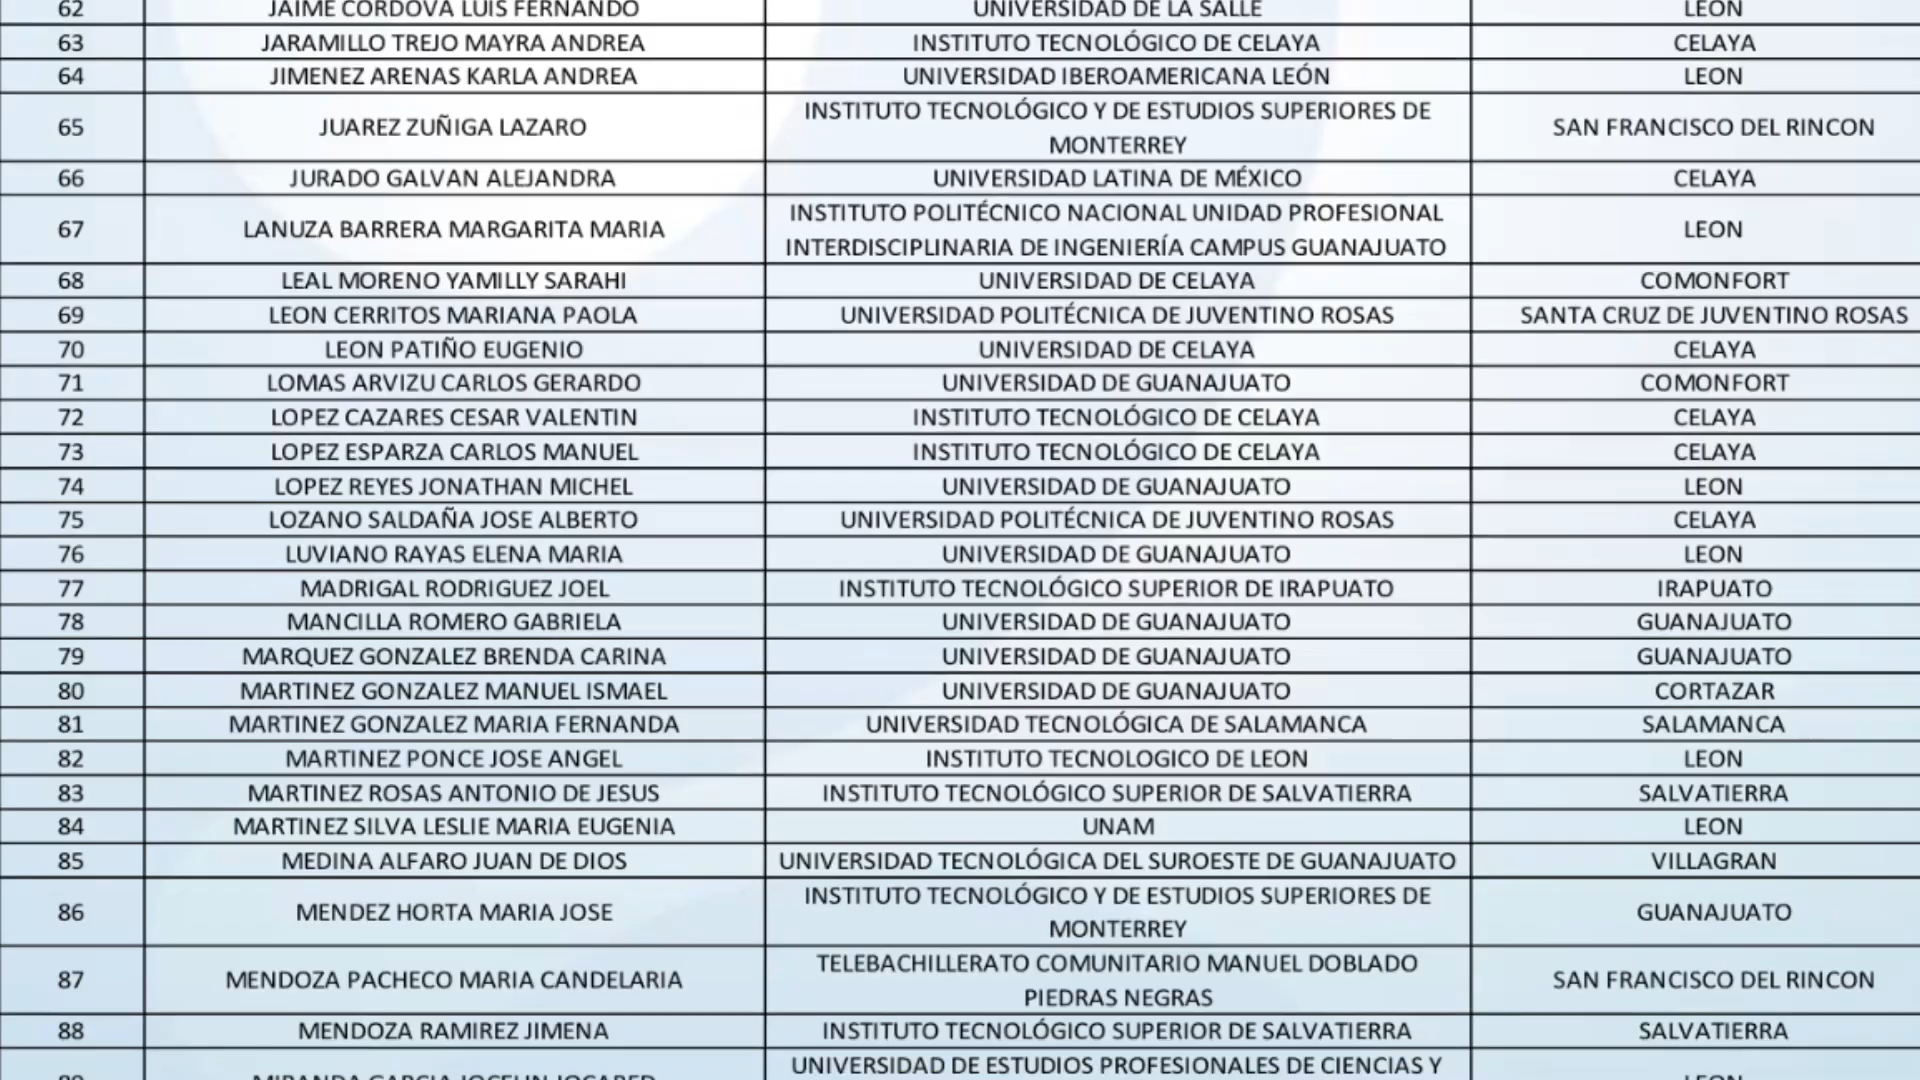 62 JAIME CORDOVA LUIS FERNANDO UNIVERSIDAD DE LA SALLE LEON
63 JARAMILLO TREJO MAYRA ANDREA INSTITUTO TECNOLÓGICO DE CELAYA CELAYA
64 JIMENEZ ARENAS KARLA ANDREA UNIVERSIDAD IBEROAMERICANA LEÓN LEON
65 JUAREZ ZUÑIGA LAZARO INSTITUTO TECNOLÓGICO Y DE ESTUDIOS SUPERIORES DE
MONTERREY SAN FRANCISCO DEL RINCON
66 JURADO GALVAN ALEJANDRA UNIVERSIDAD LATINA DE MÉXICO CELAYA
67 LANUZA BARRERA MARGARITA MARIA INSTITUTO POLITÉCNICO NACIONAL UNIDAD PROFESIONAL
INTERDISCIPLINARIA DE INGENIERÍA CAMPUS GUANAJUATO LEON
68 LEAL MORENO YAMILLY SARAHI UNIVERSIDAD DE CELAYA COMONFORT
69 LEON CERRITOS MARIANA PAOLA UNIVERSIDAD POLITÉCNICA DE JUVENTINO ROSAS SANTA CRUZ DE JUVENTINO ROSAS
70 LEON PATIÑO EUGENIO UNIVERSIDAD DE CELAYA CELAYA
71 LOMAS ARVIZU CARLOS GERARDO UNIVERSIDAD DE GUANAJUATO COMONFORT
72 LOPEZ CAZARES CESAR VALENTIN INSTITUTO TECNOLÓGICO DE CELAYA CELAYA
73 LOPEZ ESPARZA CARLOS MANUEL INSTITUTO TECNOLÓGICO DE CELAYA CELAYA
74 LOPEZ REYES JONATHAN MICHEL UNIVERSIDAD DE GUANAJUATO LEON
75 LOZANO SALDAÑA JOSE ALBERTO UNIVERSIDAD POLITÉCNICA DE JUVENTINO ROSAS CELAYA
76 LUVIANO RAYAS ELENA MARIA UNIVERSIDAD DE GUANAJUATO LEON
77 MADRIGAL RODRIGUEZ JOEL INSTITUTO TECNOLÓGICO SUPERIOR DE IRAPUATO IRAPUATO
78 MANCILLA ROMERO GABRIELA UNIVERSIDAD DE GUANAJUATO GUANAJUATO
79 MARQUEZ GONZALEZ BRENDA CARINA UNIVERSIDAD DE GUANAJUATO GUANAJUATO
80 MARTINEZ GONZALEZ MANUEL ISMAEL UNIVERSIDAD DE GUANAJUATO CORTAZAR
81 MARTINEZ GONZALEZ MARIA FERNANDA UNIVERSIDAD TECNOLÓGICA DE SALAMANCA SALAMANCA
82 MARTINEZ PONCE JOSE ANGEL INSTITUTO TECNOLOGICO DE LEON LEON
83 MARTINEZ ROSAS ANTONIO DE JESUS INSTITUTO TECNOLÓGICO SUPERIOR DE SALVATIERRA SALVATIERRA
84 MARTINEZ SILVA LESLIE MARIA EUGENIA UNAM LEON
85 MEDINA ALFARO JUAN DE DIOS UNIVERSIDAD TECNOLÓGICA DEL SUROESTE DE GUANAJUATO VILLAGRAN
86 MENDEZ HORTA MARIA JOSE INSTITUTO TECNOLÓGICO Y DE ESTUDIOS SUPERIORES DE
MONTERREY GUANAJUATO
87 MENDOZA PACHECO MARIA CANDELARIA TELEBACHILLERATO COMUNITARIO MANUEL DOBLADO
PIEDRAS NEGRAS SAN FRANCISCO DEL RINCON
88 MENDOZA RAMIREZ JIMENA INSTITUTO TECNOLÓGICO SUPERIOR DE SALVATIERRA SALVATIERRA
UNIVERSIDAD DE ESTUDIOS PROFESIONALES DE CIENCIAS Y